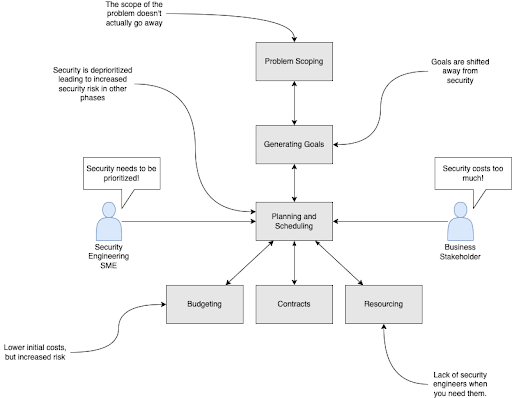 The scope of the
problem doesn't
actually go away
Problem Scoping
Security is deprioritized
leading to increased
security risk in other
phases
Goals are shifted
away from
security
Generating Goals
Security needs to be
prioritized!
Security costs too
much!
Planning and
Scheduling
Security
Engineering
SME
Business
Stakeholder
Budgeting
Contracts
Resourcing
Lower initial costs,
but increased risk
Lack of security
engineers when
you need them.